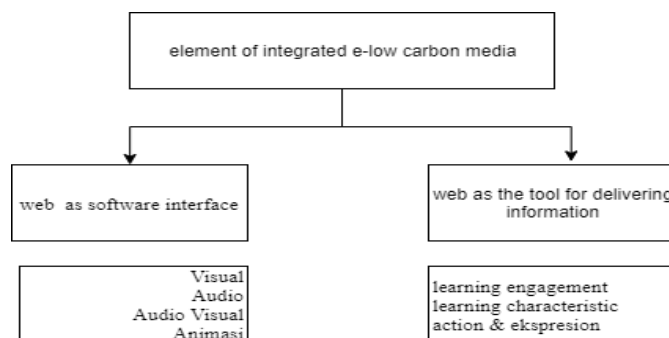 element of integrated e-low carbon media
web as software interface
web as the tool for delivering
information
Visual
Audio
Audio Visual
Animasi
learning engagement
learning characteristic
action & ekspresion